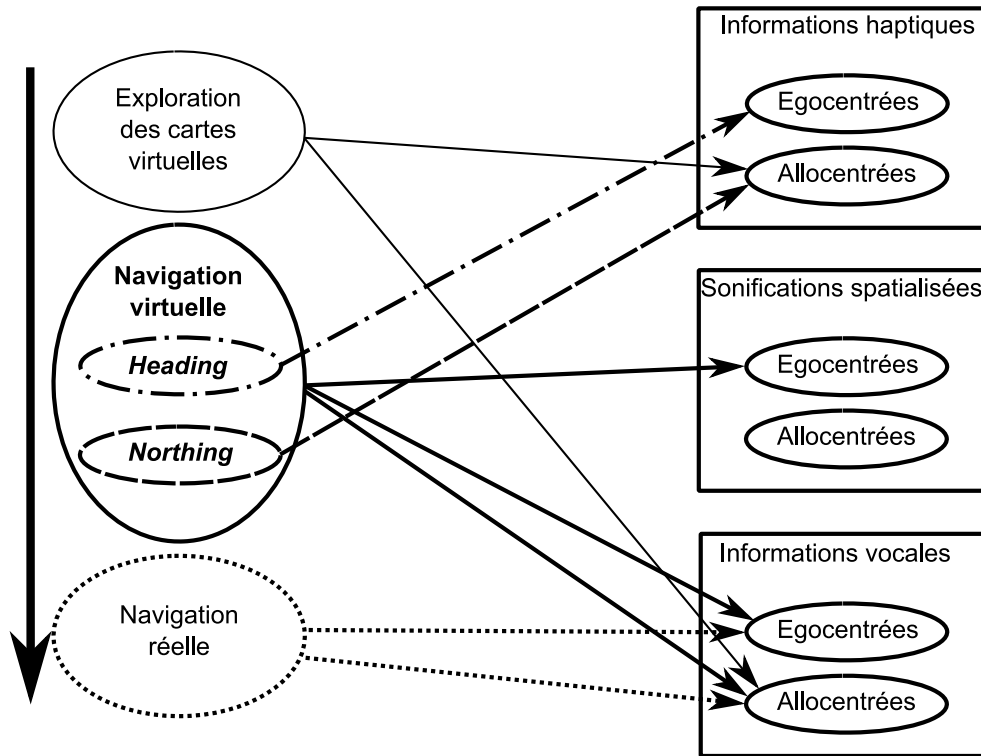 Exploration
des cartes
virtuelles
Navigation
virtuelle
Heading
Northing
Navigation
réelle
Informations haptiques
Egocentrées
Allocentrées
Sonifications spatialisées
Egocentrées
Allocentrées
Informations vocales
Egocentrées
Allocentrées